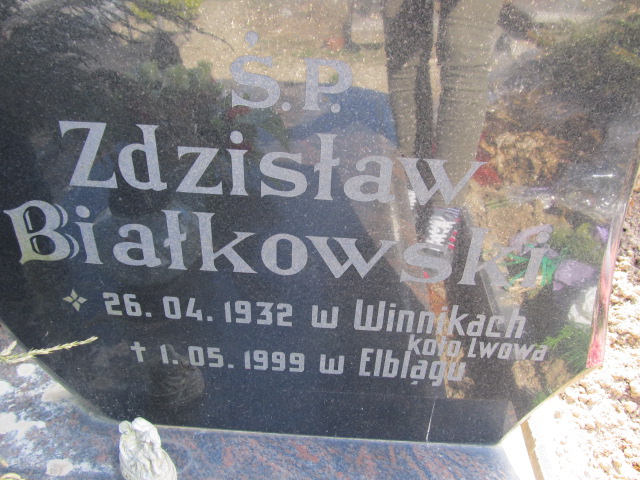 Ś.P.
Zdzisław
Białkowski
26. 04. 1932 w Winnikach
koło Lwowa
† 1. 05. 1999 w Elblągu